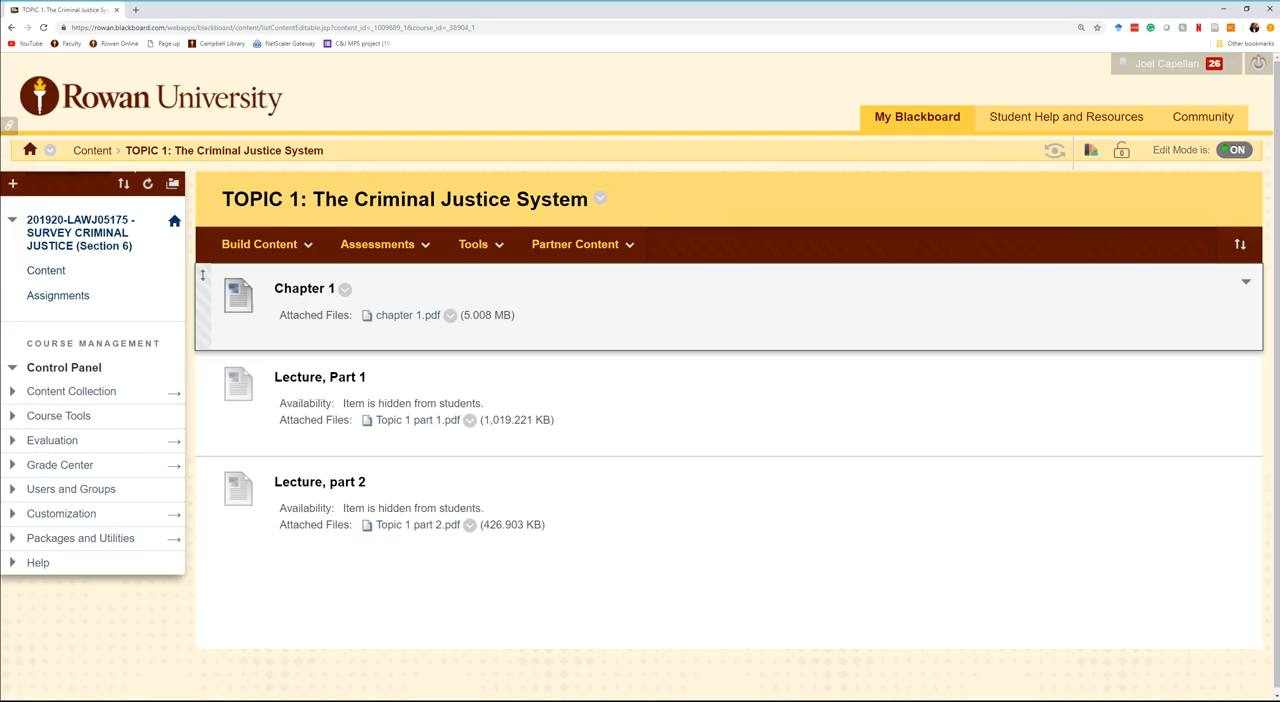 TOPIC 1: The Criminal Justice Sy
https://rowan.blackboard.com/webapps/blackboard/content/listContentEditable.jsp?content_id=_1009889_1&course_id=_38904_1
YouTube Faculty Rowan Online Page up Campbell Library NetScaler Gateway C&J MPS project (19 Other bookmarks
Joel Capellan 26
Rowan University
My Blackboard Student Help and Resources Community
Content › TOPIC 1: The Criminal Justice System Edit Mode is: ON
TOPIC 1: The Criminal Justice System
201920-LAWJ05175 -
SURVEY CRIMINAL
JUSTICE (Section 6)
Content
Assignments
COURSE MANAGEMENT
Control Panel
Content Collection
Course Tools
Evaluation
Grade Center
Users and Groups
Customization
Packages and Utilities
Help
Build Content Assessments Tools Partner Content
Chapter 1
Attached Files: chapter 1.pdf (5.008 MB)
Lecture, Part 1
Availability: Item is hidden from students.
Attached Files: Topic 1 part 1.pdf (1,019.221 KB)
Lecture, part 2
Availability: Item is hidden from students.
Attached Files: Topic 1 part 2.pdf (426.903 KB)